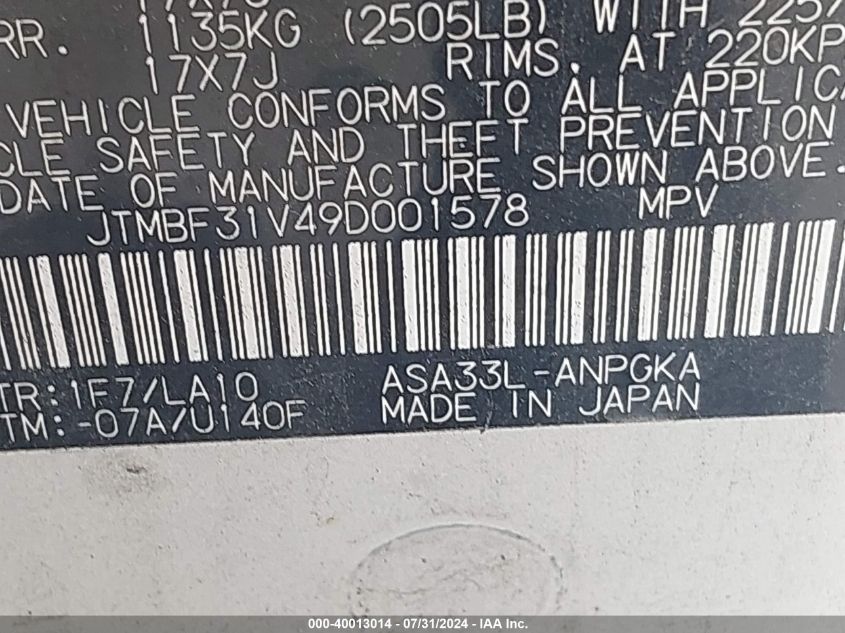 RR. 1135KG (2505LB) WITH 225/
17X7J RIMS, AT 220KP
VEHICLE CONFORMS TO ALL APPLICA
CLE SAFETY AND THEFT PREVENTION
DATE OF MANUFACTURE SHOWN ABOVE.
JTMBF31V49D001578 MPV
TR:1F7/LA10 ASA33L-ANPGKA
TM:-07A/U140F MADE IN JAPAN
000-40013014 - 07/31/2024 - IAA Inc.